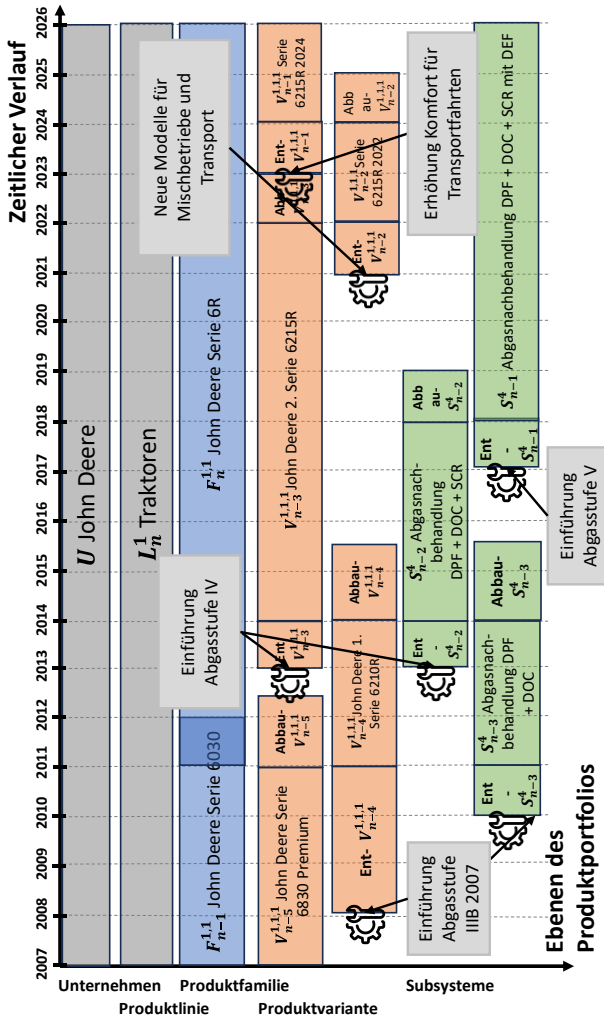 Zeitlicher Verlauf
2007
2008
2009
2010
2011
2012
2013
2014
2015
2016
2017
2018
2019
2020
2021
2022
2023
2024
2025
2026
U John Deere
L_n^1 Traktoren
F_{n-1}^{1,1} John Deere Serie 6030
F_n^{1,1} John Deere Serie 6R
V_{n-5}^{1,1,1} John Deere Serie
6830 Premium
Abbau-
V_{n-5}^{1,1,1}
Ent-
V_{n-3}^{1,1,1}
V_{n-3}^{1,1,1} John Deere 2. Serie 6215R
Abbau-
Ent-
V_{n-1}^{1,1,1}
V_{n-1}^{1,1,1} Serie
6215R 2024
Ent- V_{n-4}^{1,1,1}
V_{n-4}^{1,1,1} John Deere 1.
Serie 6210R
Abbau-
V_{n-4}^{1,1,1}
Ent-
V_{n-2}^{1,1,1}
V_{n-2}^{1,1,1} Serie
6215R 2022
Abb
au-
V_{n-2}^{1,1,1}
Ent
-
S_{n-2}^4
S_{n-2}^4 Abgasnach-
behandlung
DPF + DOC + SCR
Abb
au-
S_{n-2}^4
Ent
-
S_{n-3}^4
S_{n-3}^4 Abgasnach-
behandlung DPF
+ DOC
Abbau-
S_{n-3}^4
Ent
-
S_{n-1}^4
S_{n-1}^4 Abgasnachbehandlung DPF + DOC + SCR mit DEF
Einführung
Abgasstufe
IIIB 2007
Einführung
Abgasstufe IV
Einführung
Abgasstufe V
Neue Modelle für
Mischbetriebe und
Transport
Erhöhung Komfort für
Transportfahrten
Ebenen des
Produktportfolios
Unternehmen
Produktlinie
Produktfamilie
Produktvariante
Subsysteme